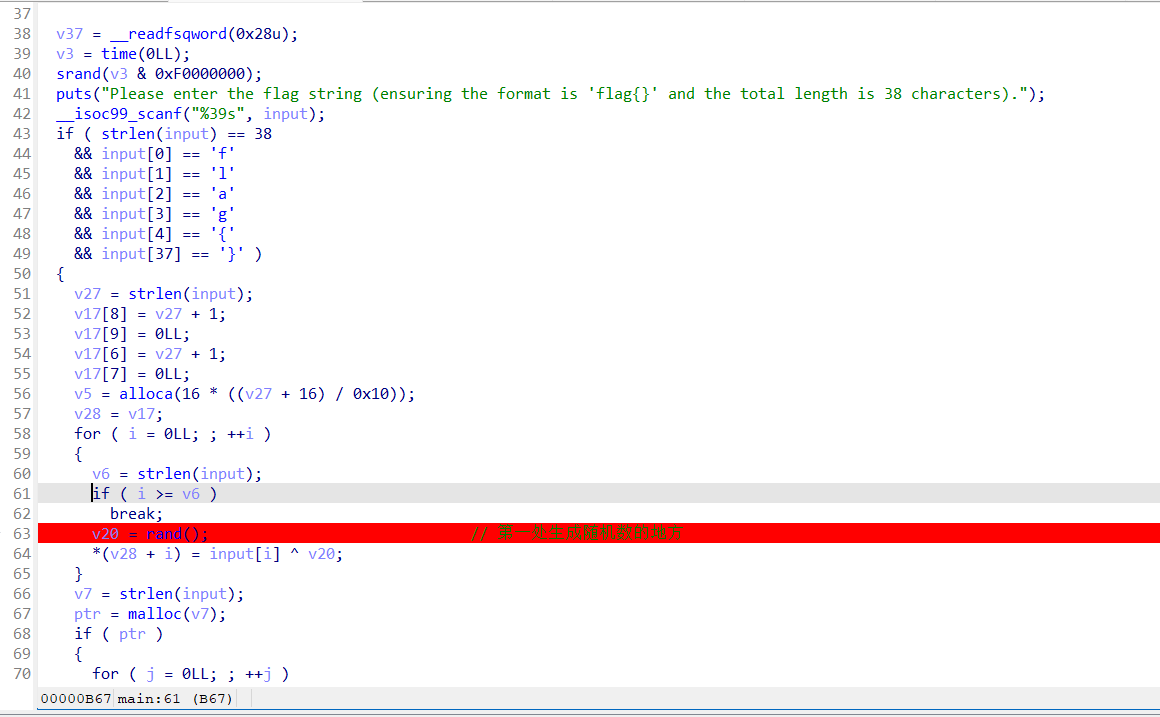 37
38 v37 = __readfsqword(0x28u);
39 v3 = time(0LL);
40 srand(v3 & 0xF0000000);
41 puts("Please enter the flag string (ensuring the format is 'flag{}' and the total length is 38 characters).");
42 __isoc99_scanf("%39s", input);
43 if ( strlen(input) == 38
44 && input[0] == 'f'
45 && input[1] == 'l'
46 && input[2] == 'a'
47 && input[3] == 'g'
48 && input[4] == '{'
49 && input[37] == '}' )
50 {
51 v27 = strlen(input);
52 v17[8] = v27 + 1;
53 v17[9] = 0LL;
54 v17[6] = v27 + 1;
55 v17[7] = 0LL;
56 v5 = alloca(16 * ((v27 + 16) / 0x10));
57 v28 = v17;
58 for ( i = 0LL; ; ++i )
59 {
60 v6 = strlen(input);
61 if ( i >= v6 )
62 break;
63 v20 = rand(); //
64 *(v28 + i) = input[i] ^ v20;
65 }
66 v7 = strlen(input);
67 ptr = malloc(v7);
68 if ( ptr )
69 {
70 for ( j = 0LL; ; ++j )
00000B67 main:61 (B67)